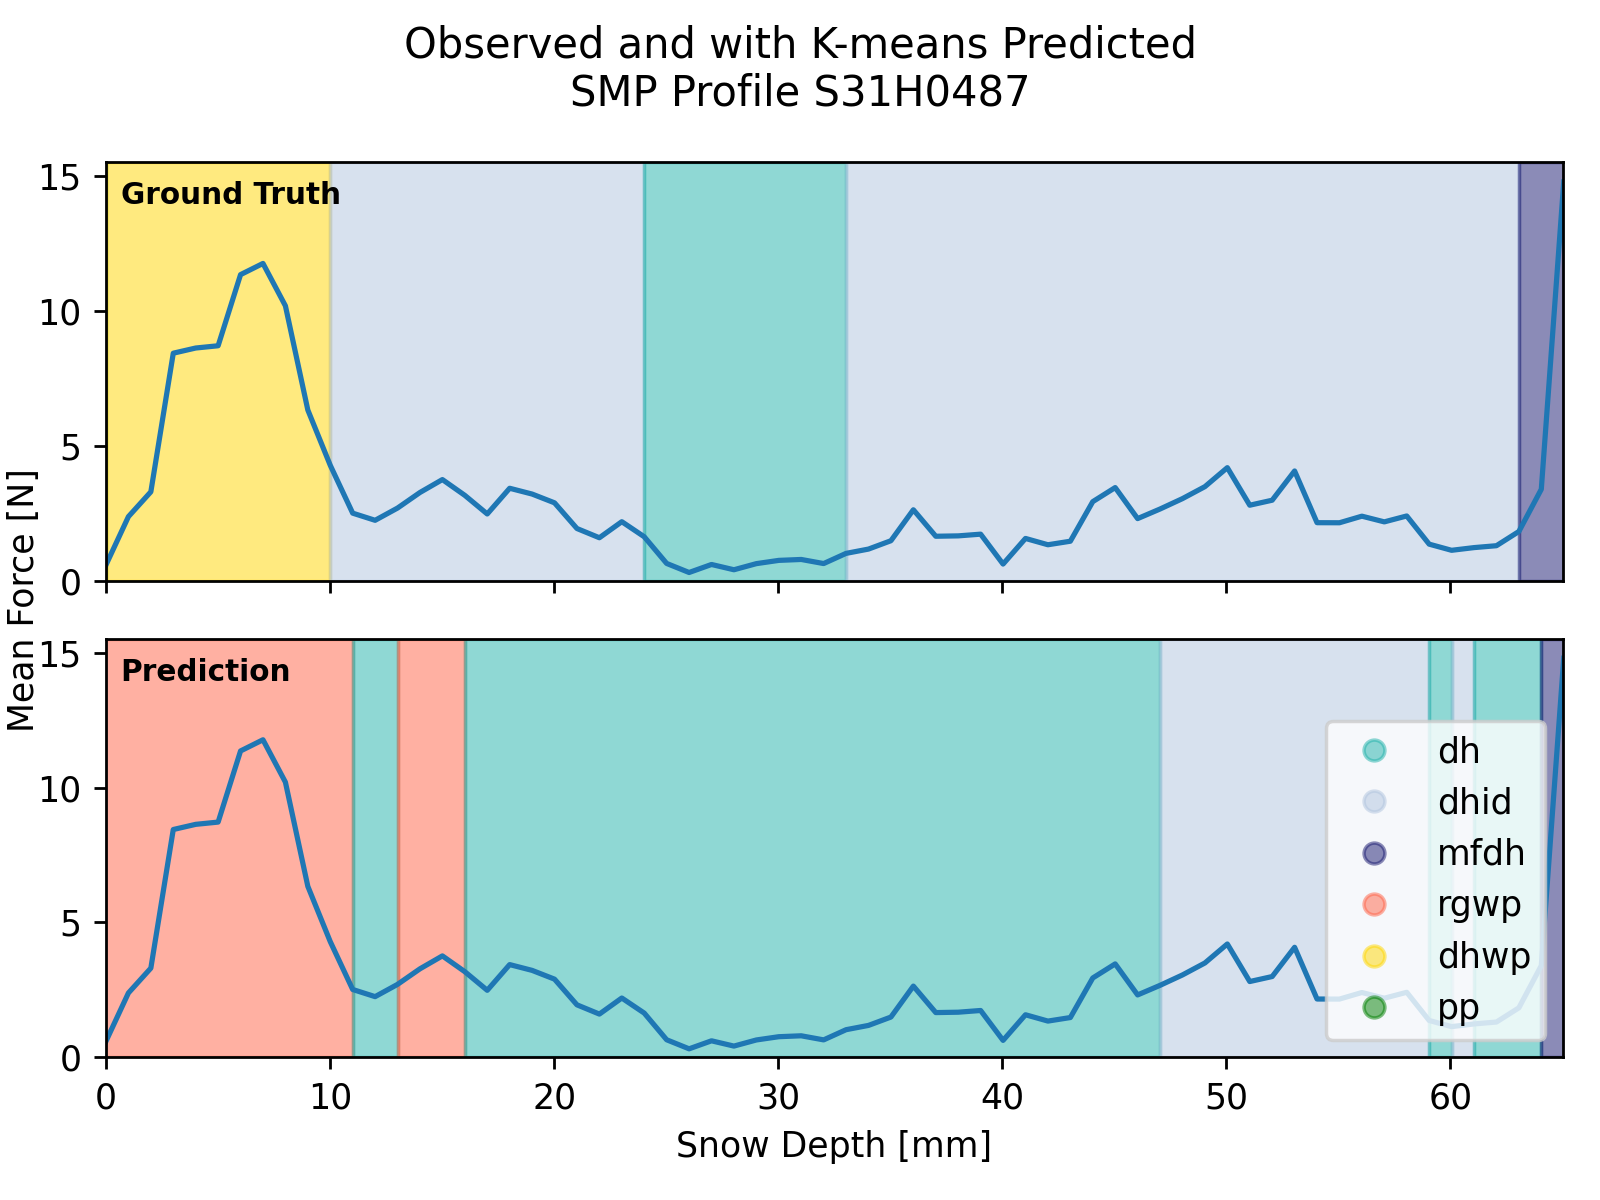 Observed and with K-means Predicted
SMP Profile S31H0487
Mean Force [N]
15
10
5
0
Ground Truth
15
10
5
0
Prediction
dh
dhid
mfdh
rgwp
dhwp
pp
0 10 20 30 40 50 60
Snow Depth [mm]